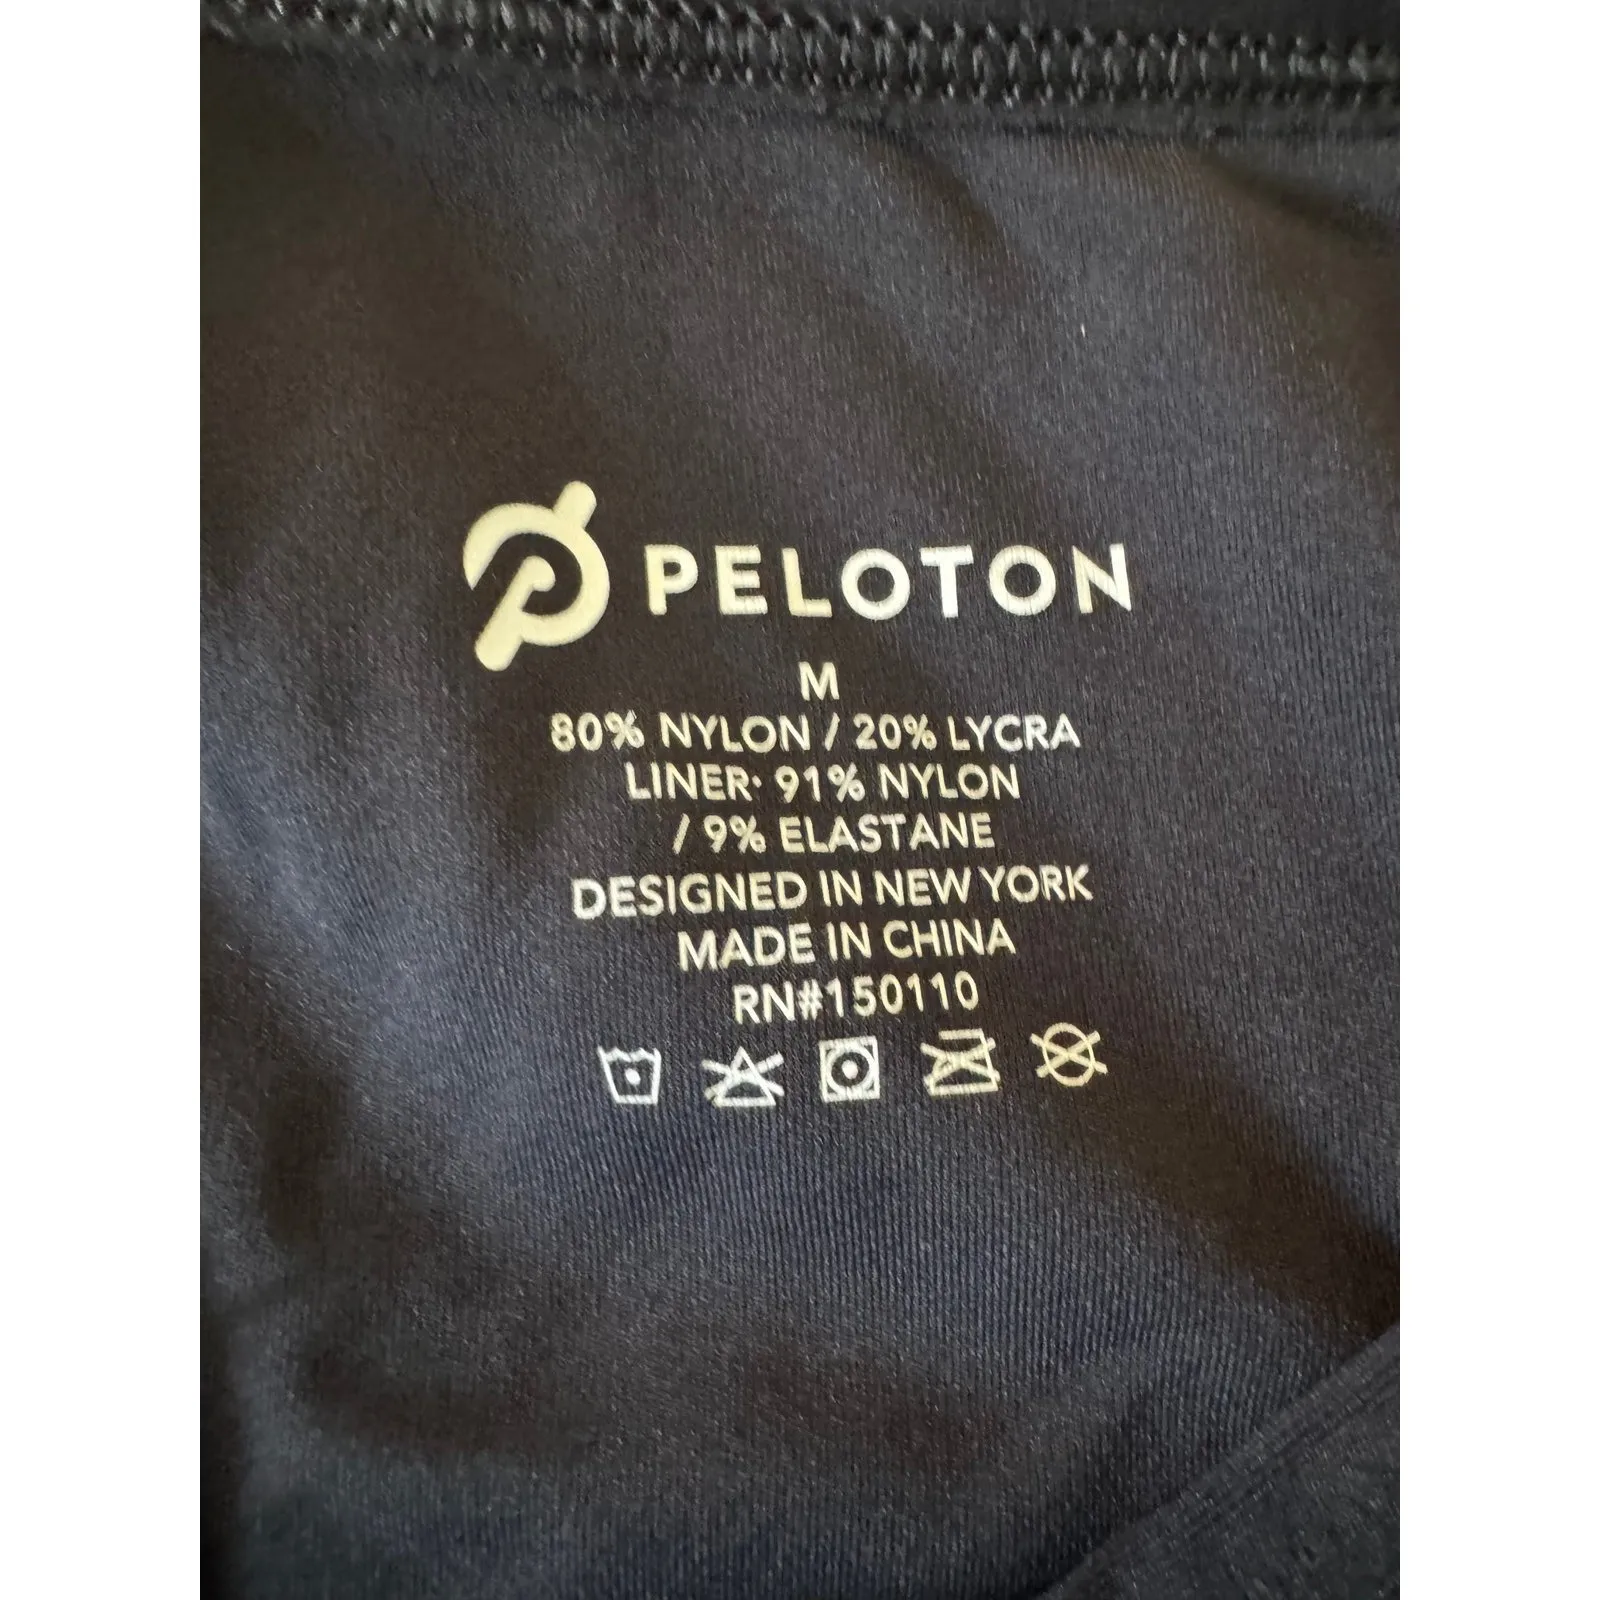 PELOTON
M
80% NYLON / 20% LYCRA
LINER: 91% NYLON
/ 9% ELASTANE
DESIGNED IN NEW YORK
MADE IN CHINA
RN#150110